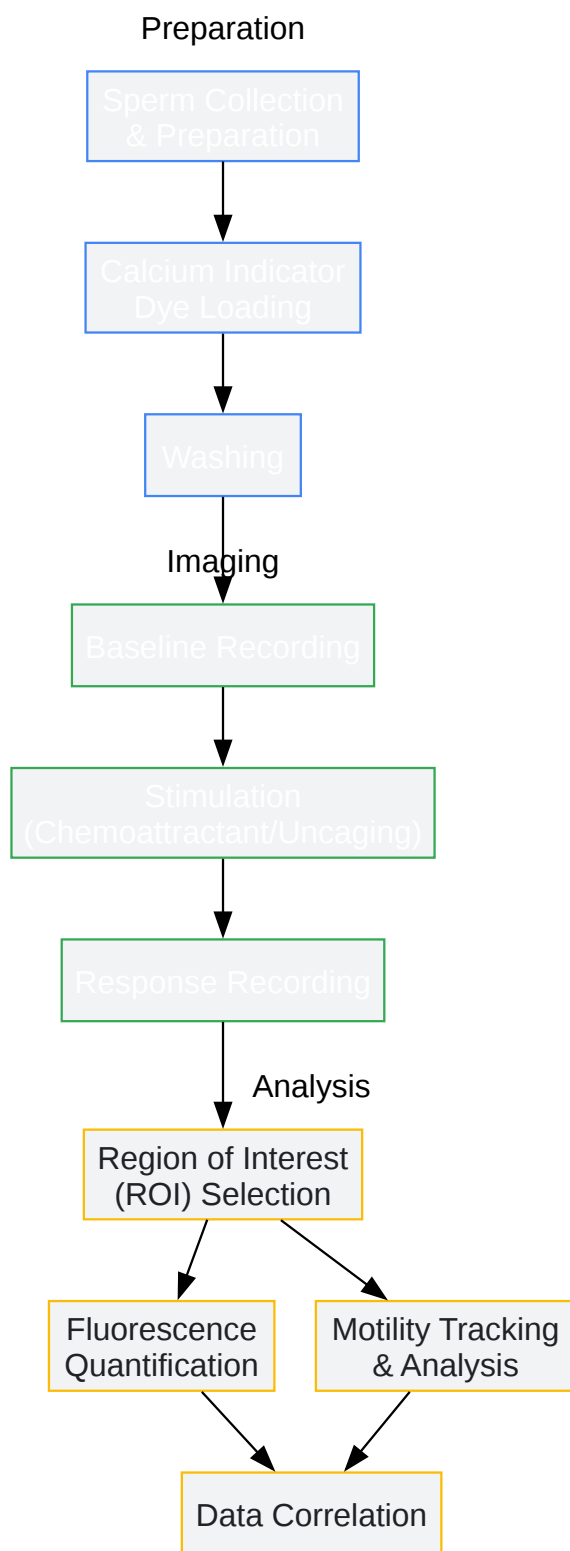 Preparation
Sperm Collection
& Preparation
Calcium Indicator
Dye Loading
Washing
Imaging
Baseline Recording
Stimulation
(Chemoattractant/Uncaging)
Response Recording
Analysis
Region of Interest
(ROI) Selection
Fluorescence
Quantification
Motility Tracking
& Analysis
Data Correlation